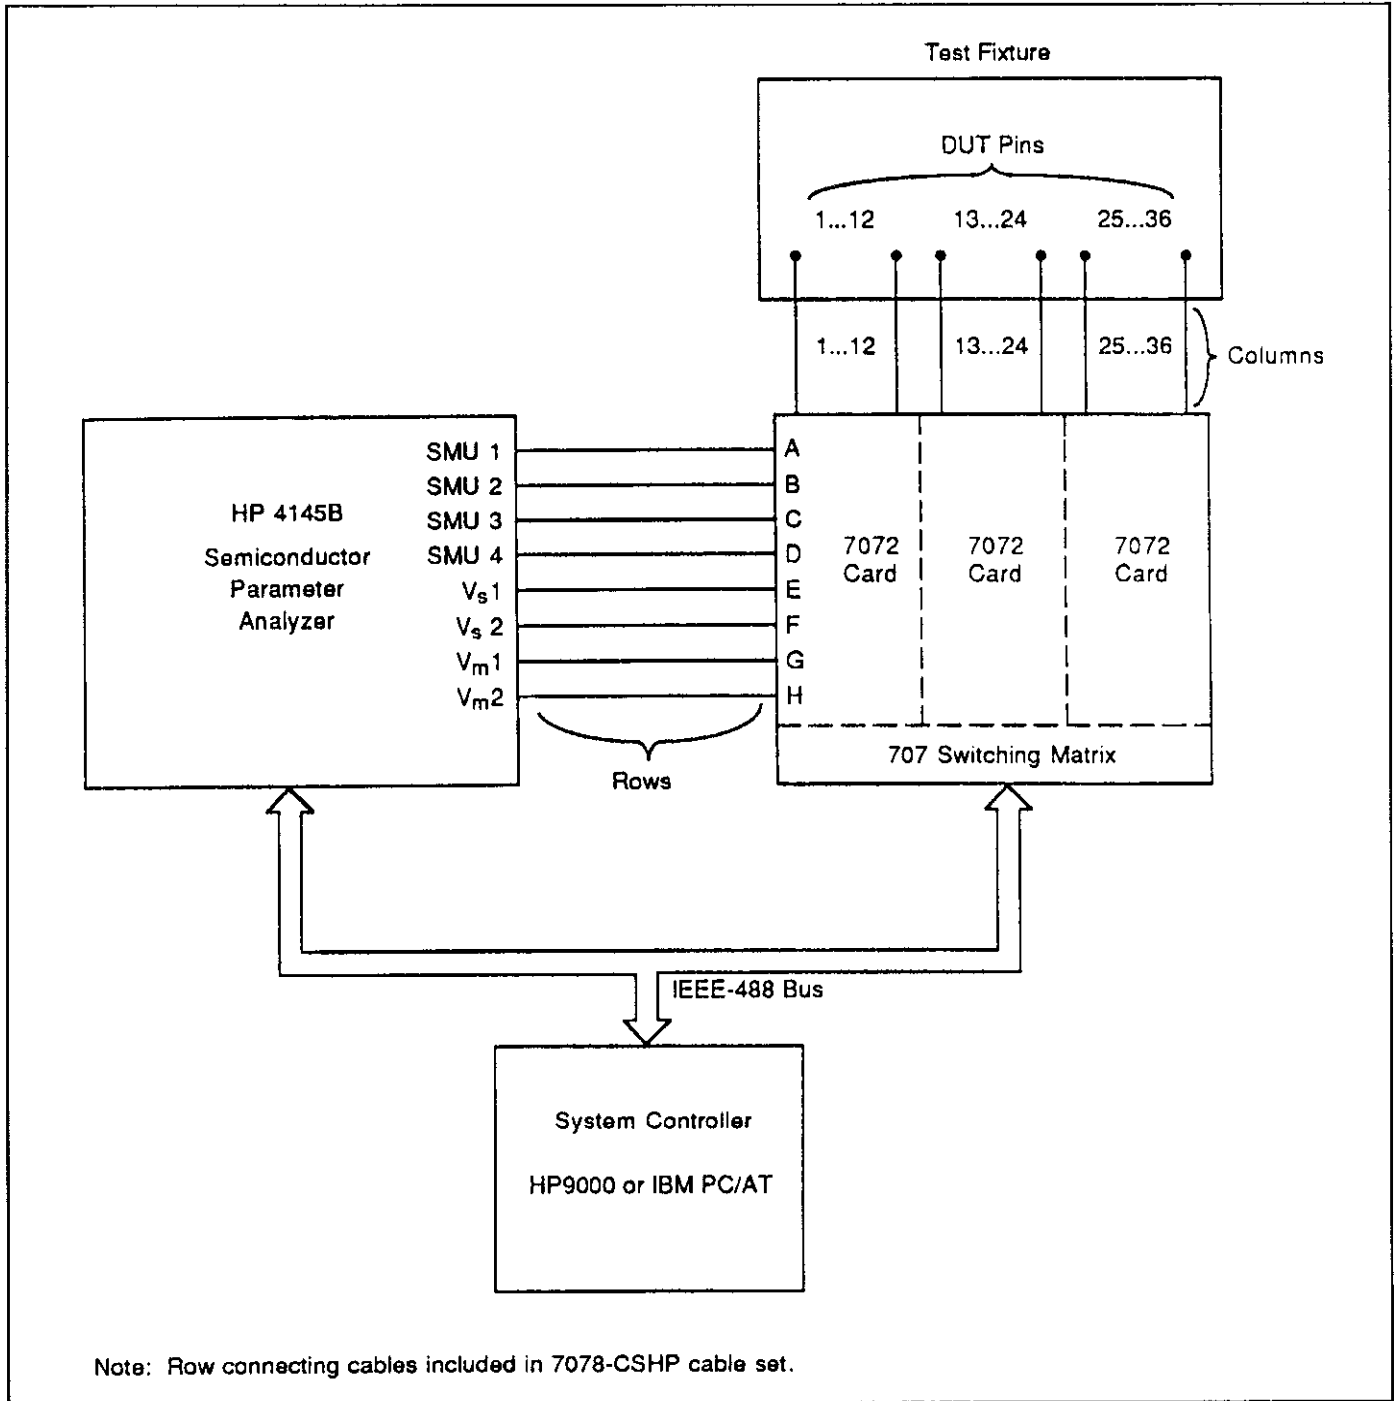 Test Fixture
DUT Pins
1...12 13...24 25...36
1...12 13...24 25...36
Columns
HP 4145B
Semiconductor
Parameter
Analyzer
SMU 1
SMU 2
SMU 3
SMU 4
Vs1
Vs 2
Vm1
Vm2
A
B
C
D
E
F
G
H
7072
Card
7072
Card
7072
Card
707 Switching Matrix
Rows
IEEE-488 Bus
System Controller
HP9000 or IBM PC/AT
Note: Row connecting cables included in 7078-CSHP cable set.